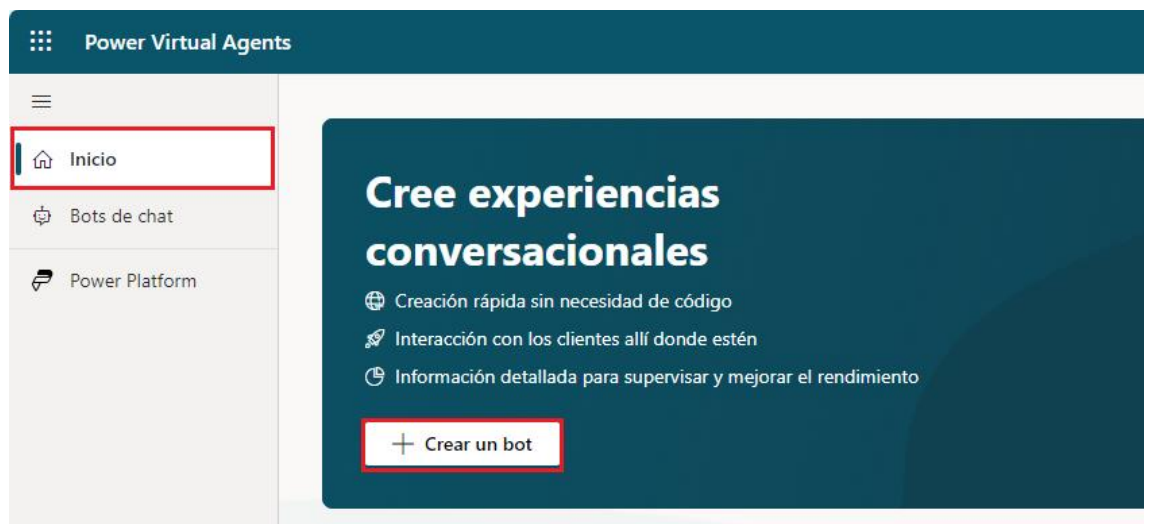 Power Virtual Agents
Inicio
Bots de chat
Power Platform
Cree experiencias
conversacionales
Creación rápida sin necesidad de código
Interacción con los clientes allí donde estén
Información detallada para supervisar y mejorar el rendimiento
Crear un bot